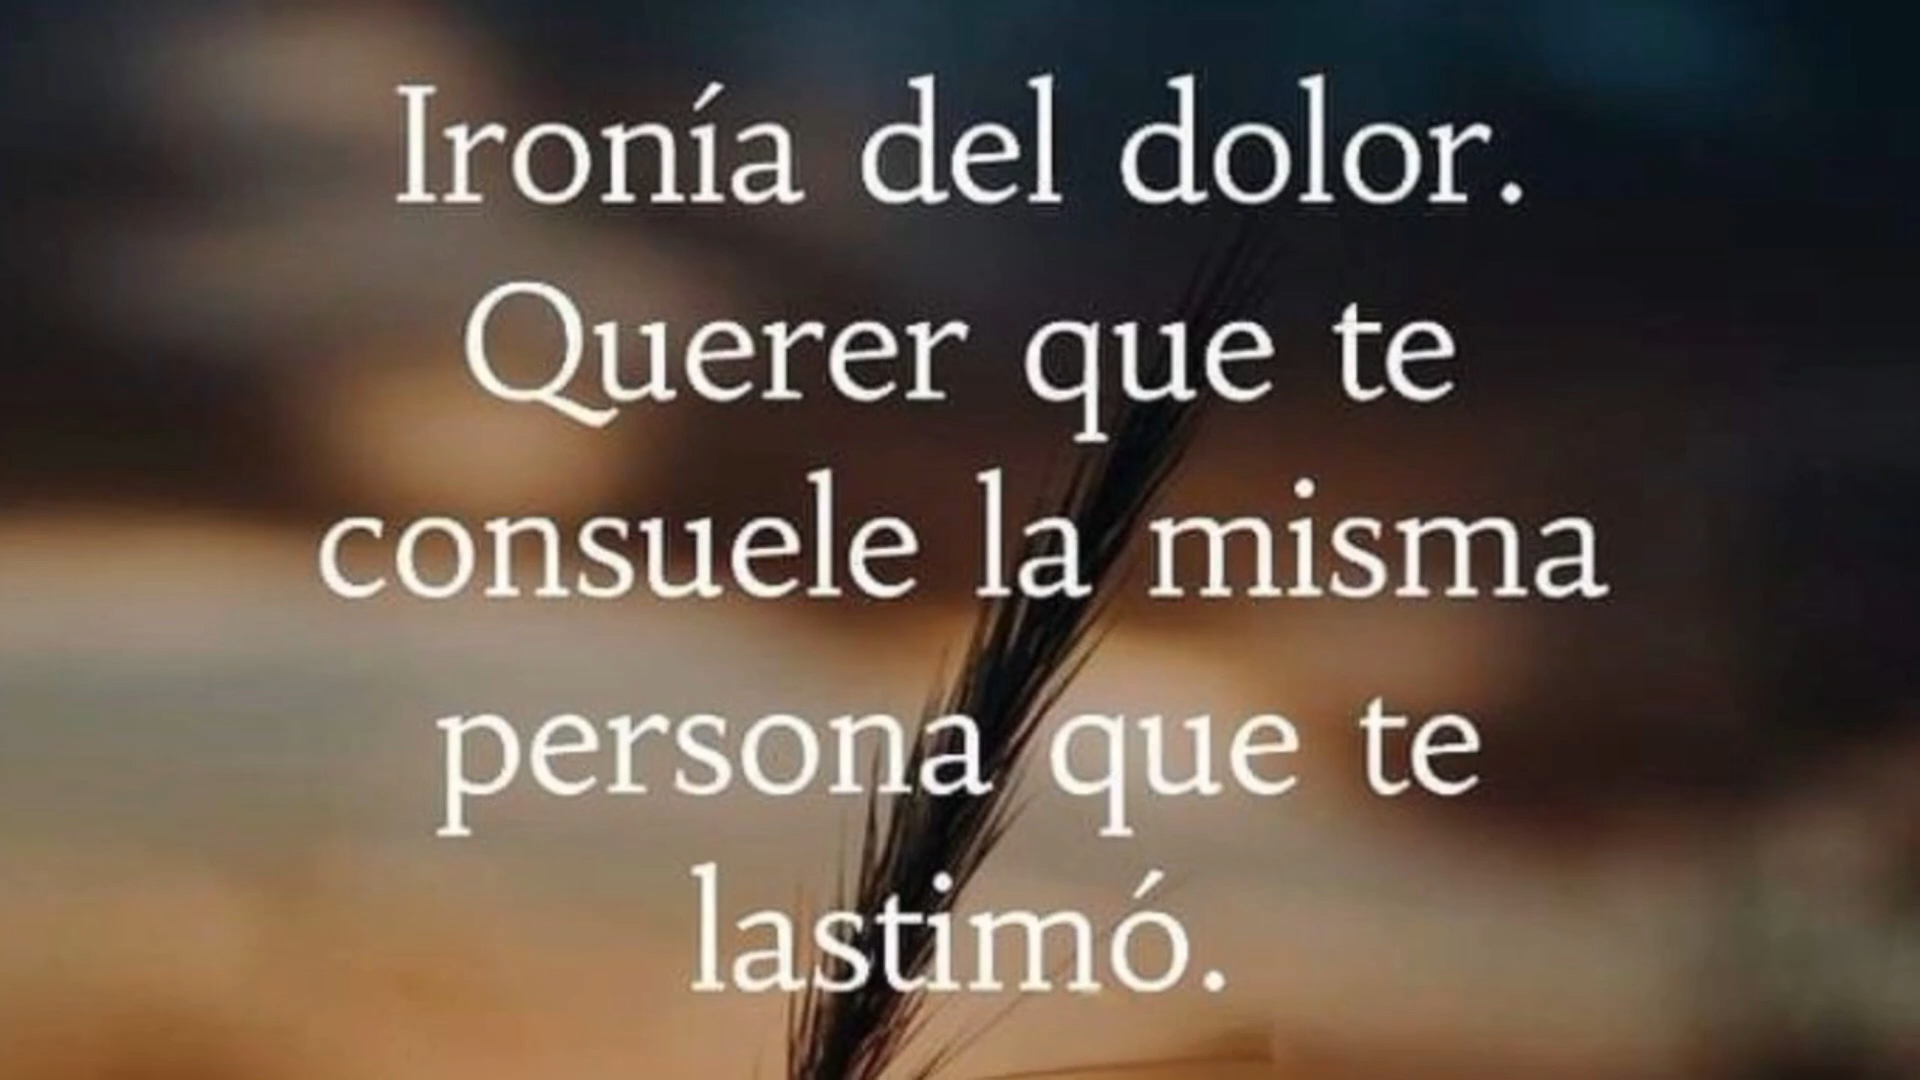 Ironía del dolor.
Querer que te
consuele la misma
persona que te
lastimó.